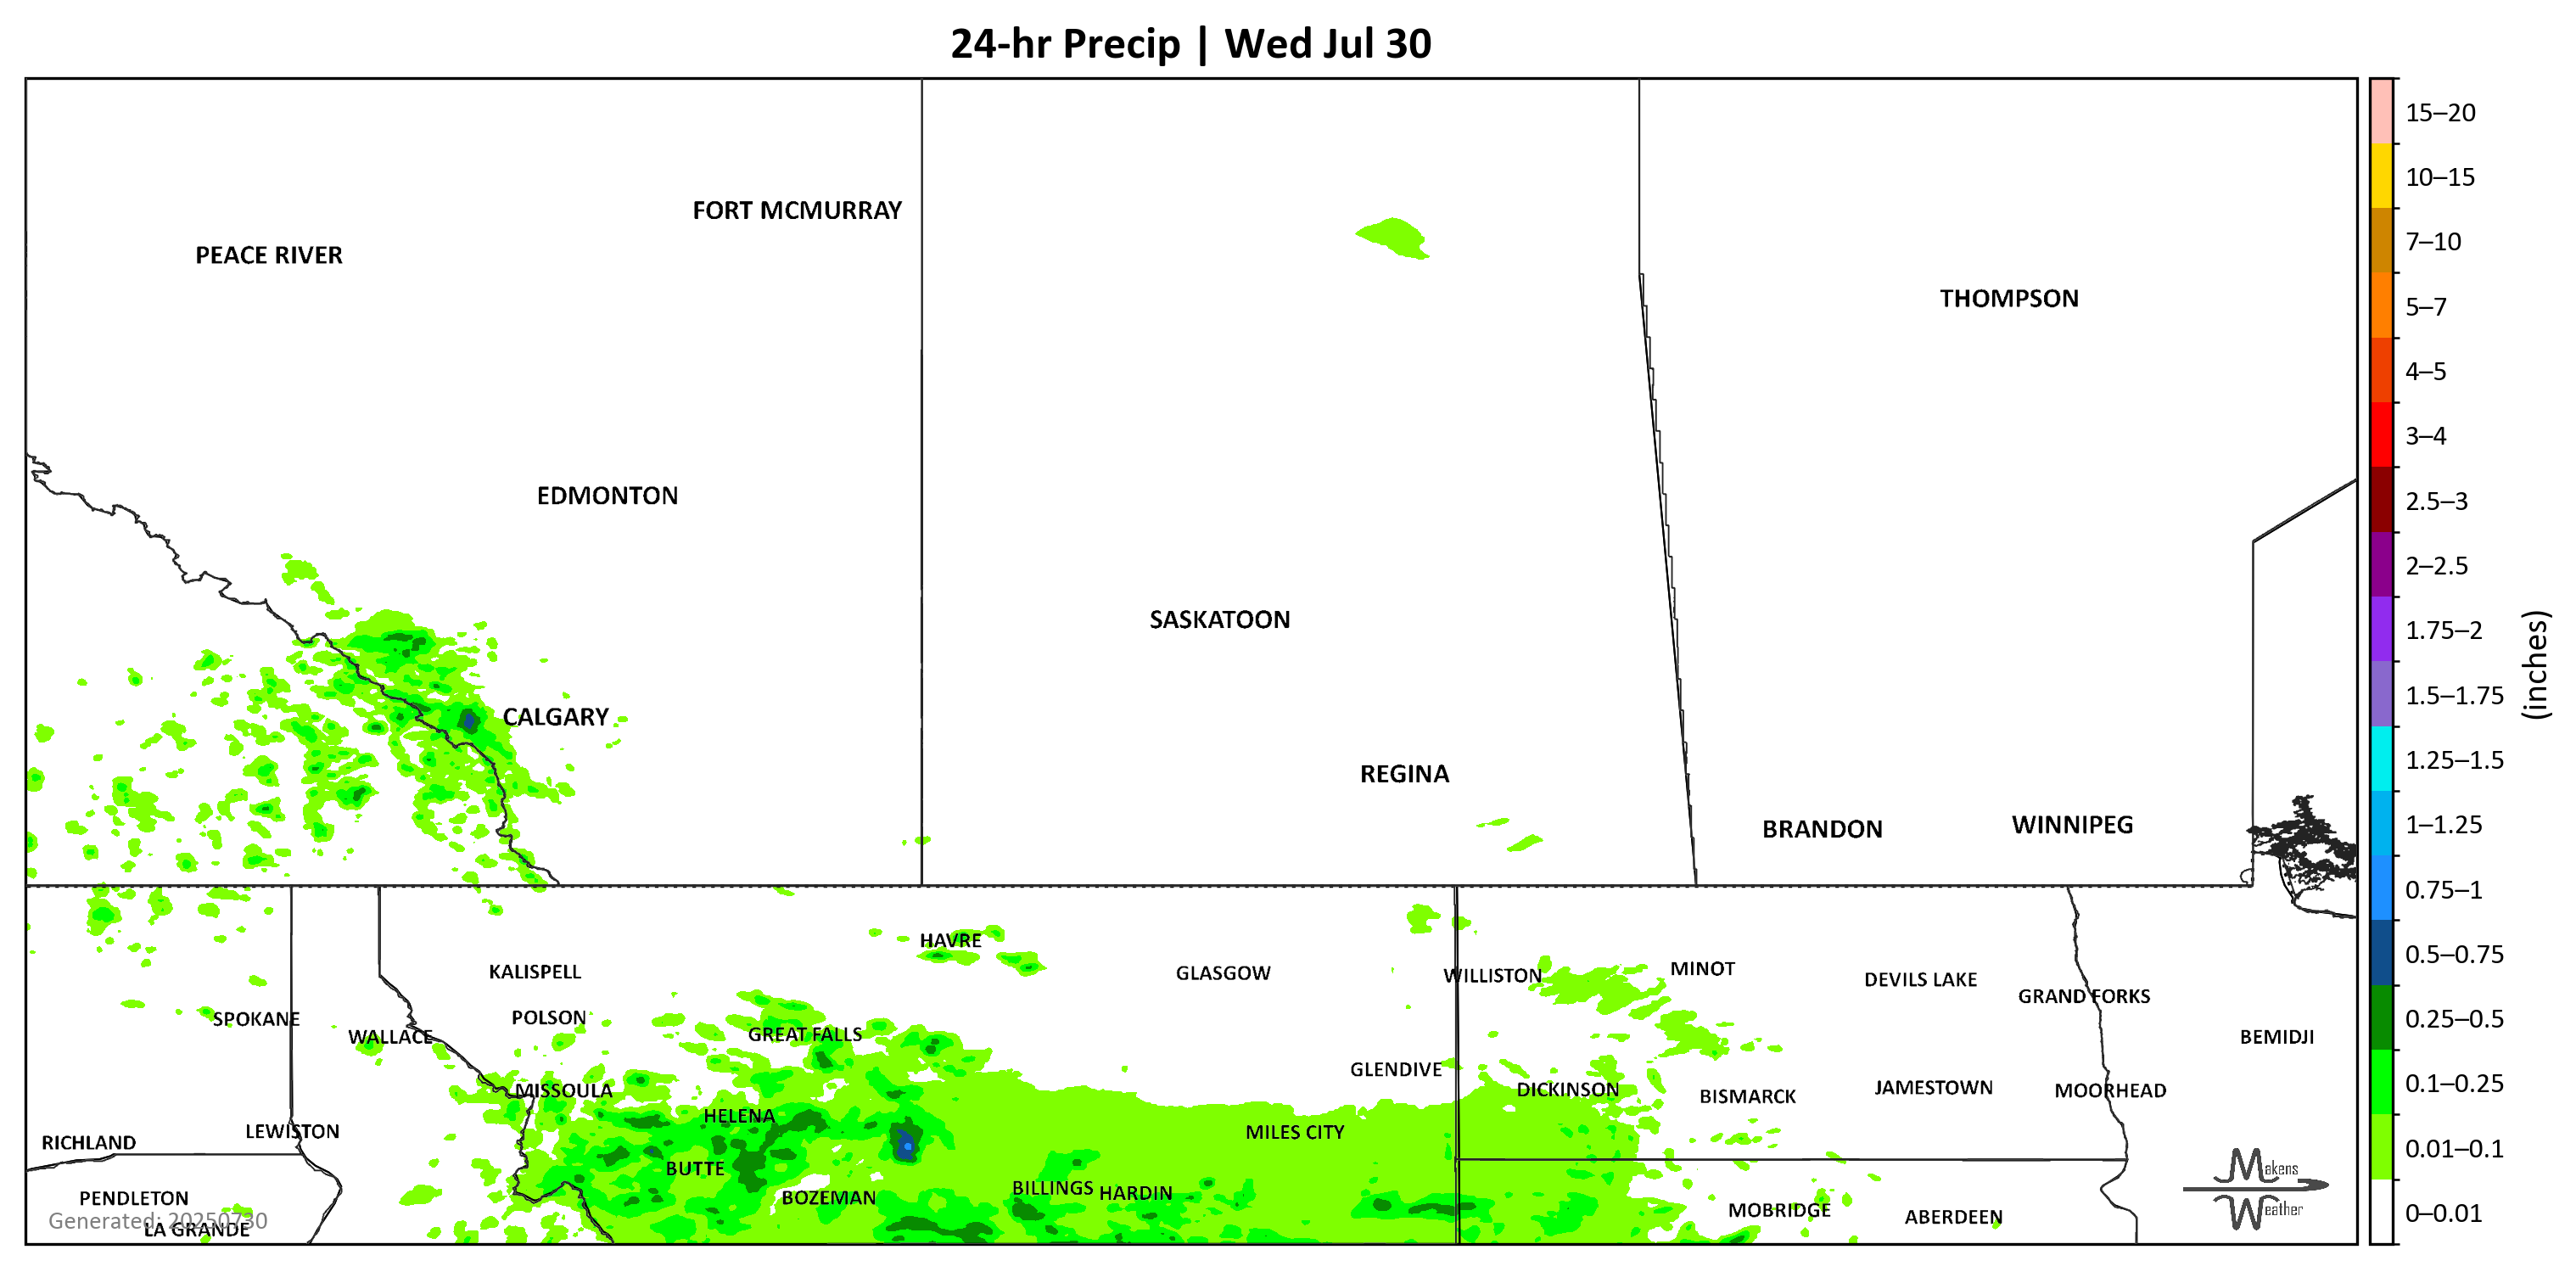 24-hr Precip | Wed Jul 30
15–20
10–15
7–10
5–7
4–5
3–4
2.5–3
2–2.5
1.75–2
1.5–1.75
1.25–1.5
1–1.25
0.75–1
0.5–0.75
0.25–0.5
0.1–0.25
0.01–0.1
0–0.01
(inches)
FORT MCMURRAY
PEACE RIVER
THOMPSON
EDMONTON
SASKATOON
CALGARY
REGINA
BRANDON
WINNIPEG
HAVRE
KALISPELL
GLASGOW
WILLISTON
MINOT
DEVILS LAKE
GRAND FORKS
SPOKANE
POLSON
WALLACE
GREAT FALLS
BEMIDJI
GLENDIVE
MISSOULA
DICKINSON
BISMARCK
JAMESTOWN
MOORHEAD
HELENA
RICHLAND
LEWISTON
MILES CITY
BUTTE
PENDLETON
BOZEMAN
BILLINGS
HARDIN
MOBRIDGE
ABERDEEN
Generated: 20250730
LA GRANDE
Makens
Weather